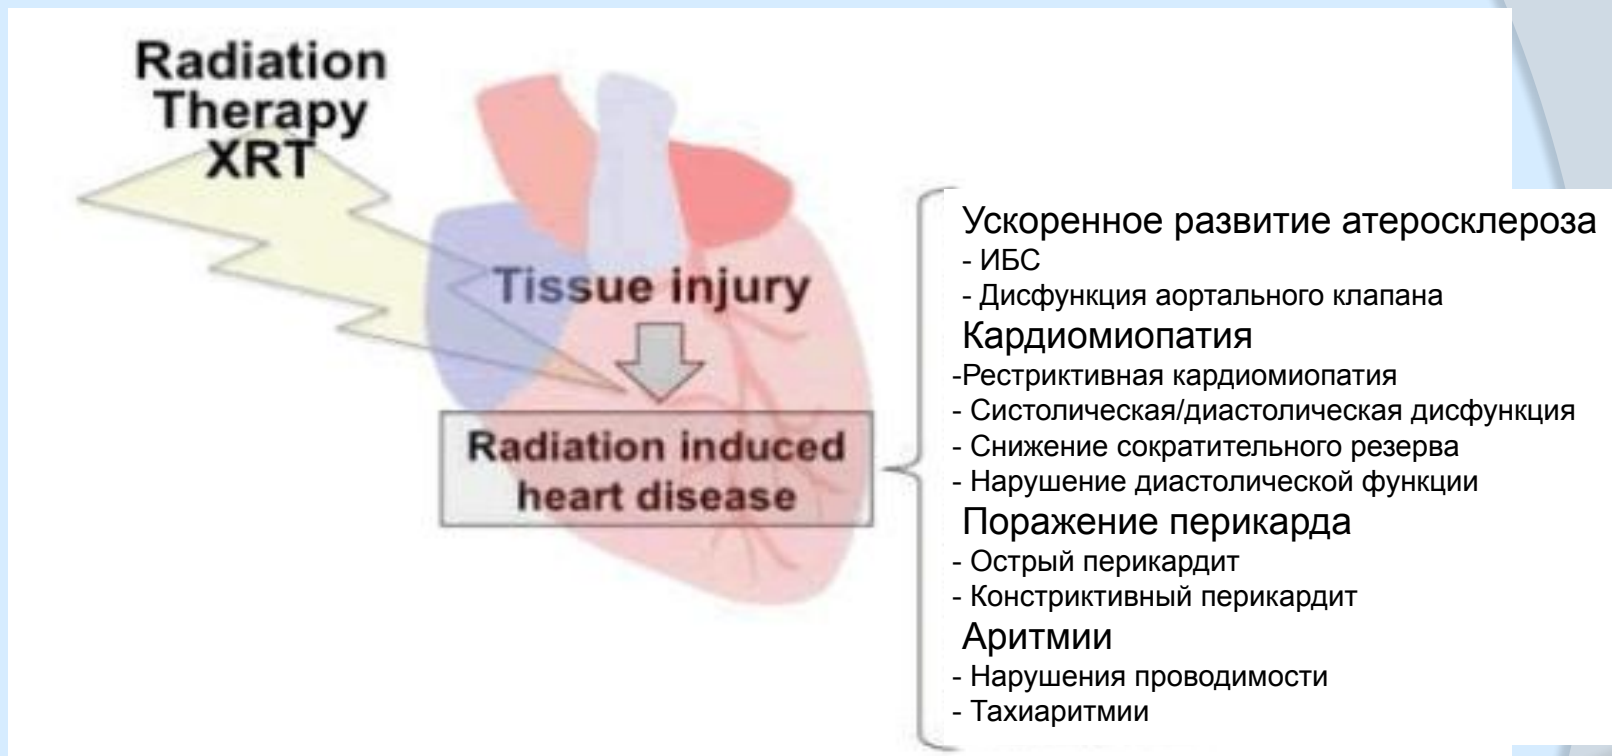 Radiation
Therapy
XRT
Tissue injury
Radiation induced
heart disease
Ускоренное развитие атеросклероза
- ИБС
- Дисфункция аортального клапана
Кардиомиопатия
-Рестриктивная кардиомиопатия
- Систолическая/диастолическая дисфункция
- Снижение сократительного резерва
- Нарушение диастолической функции
Поражение перикарда
- Острый перикардит
- Констриктивный перикардит
Аритмии
- Нарушения проводимости
- Тахиаритмии